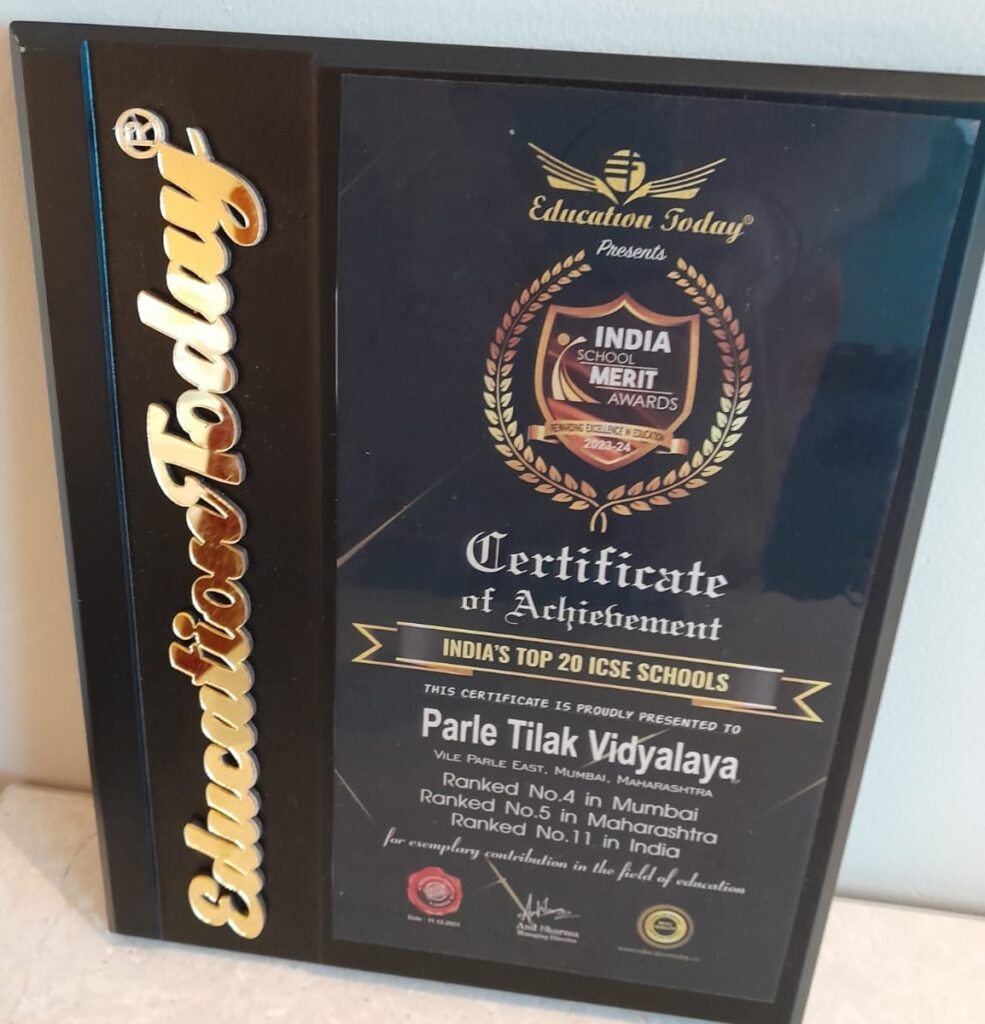 EducationToday®
Education Today®
Presents
INDIA
SCHOOL
MERIT
AWARDS
REWARDING EXCELLENCE IN EDUCATION
2023-24
Certificate
of Achievement
INDIA'S TOP 20 ICSE SCHOOLS
THIS CERTIFICATE IS PROUDLY PRESENTED TO
Parle Tilak Vidyalaya
VILE PARLE EAST, MUMBAI, MAHARASHTRA
Ranked No.4 in Mumbai
Ranked No.5 in Maharashtra
Ranked No.11 in India
for exemplary contribution in the field of education
Anil Sharma
Managing Director